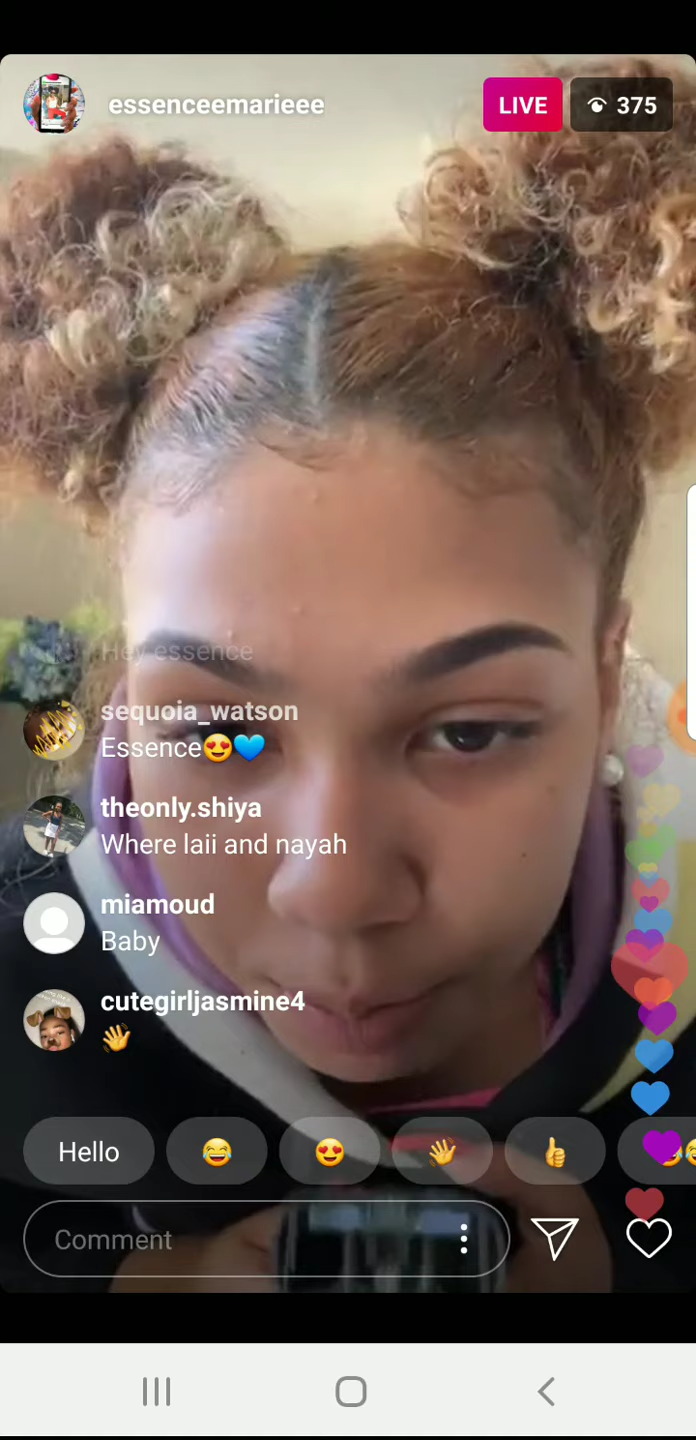 essenceemarieee LIVE 375
Hey essence
sequoia_watson
Essence😍💙
theonly.shiya
Where laii and nayah
miamoud
Baby
cutegirljasmine4
👋
Hello 😂 😍 👋 👍 😂
Comment